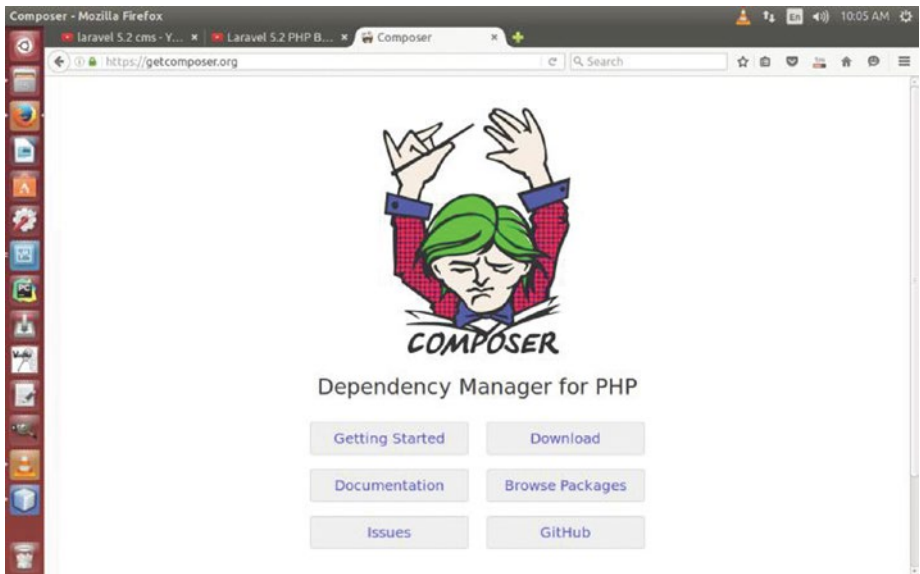 Composer - Mozilla Firefox
En 10:05 AM
laravel 5.2 cms - Y... × Laravel 5.2 PHP B... × Composer ×
https://getcomposer.org Search
COMPOSER
Dependency Manager for PHP
Getting Started Download
Documentation Browse Packages
Issues GitHub